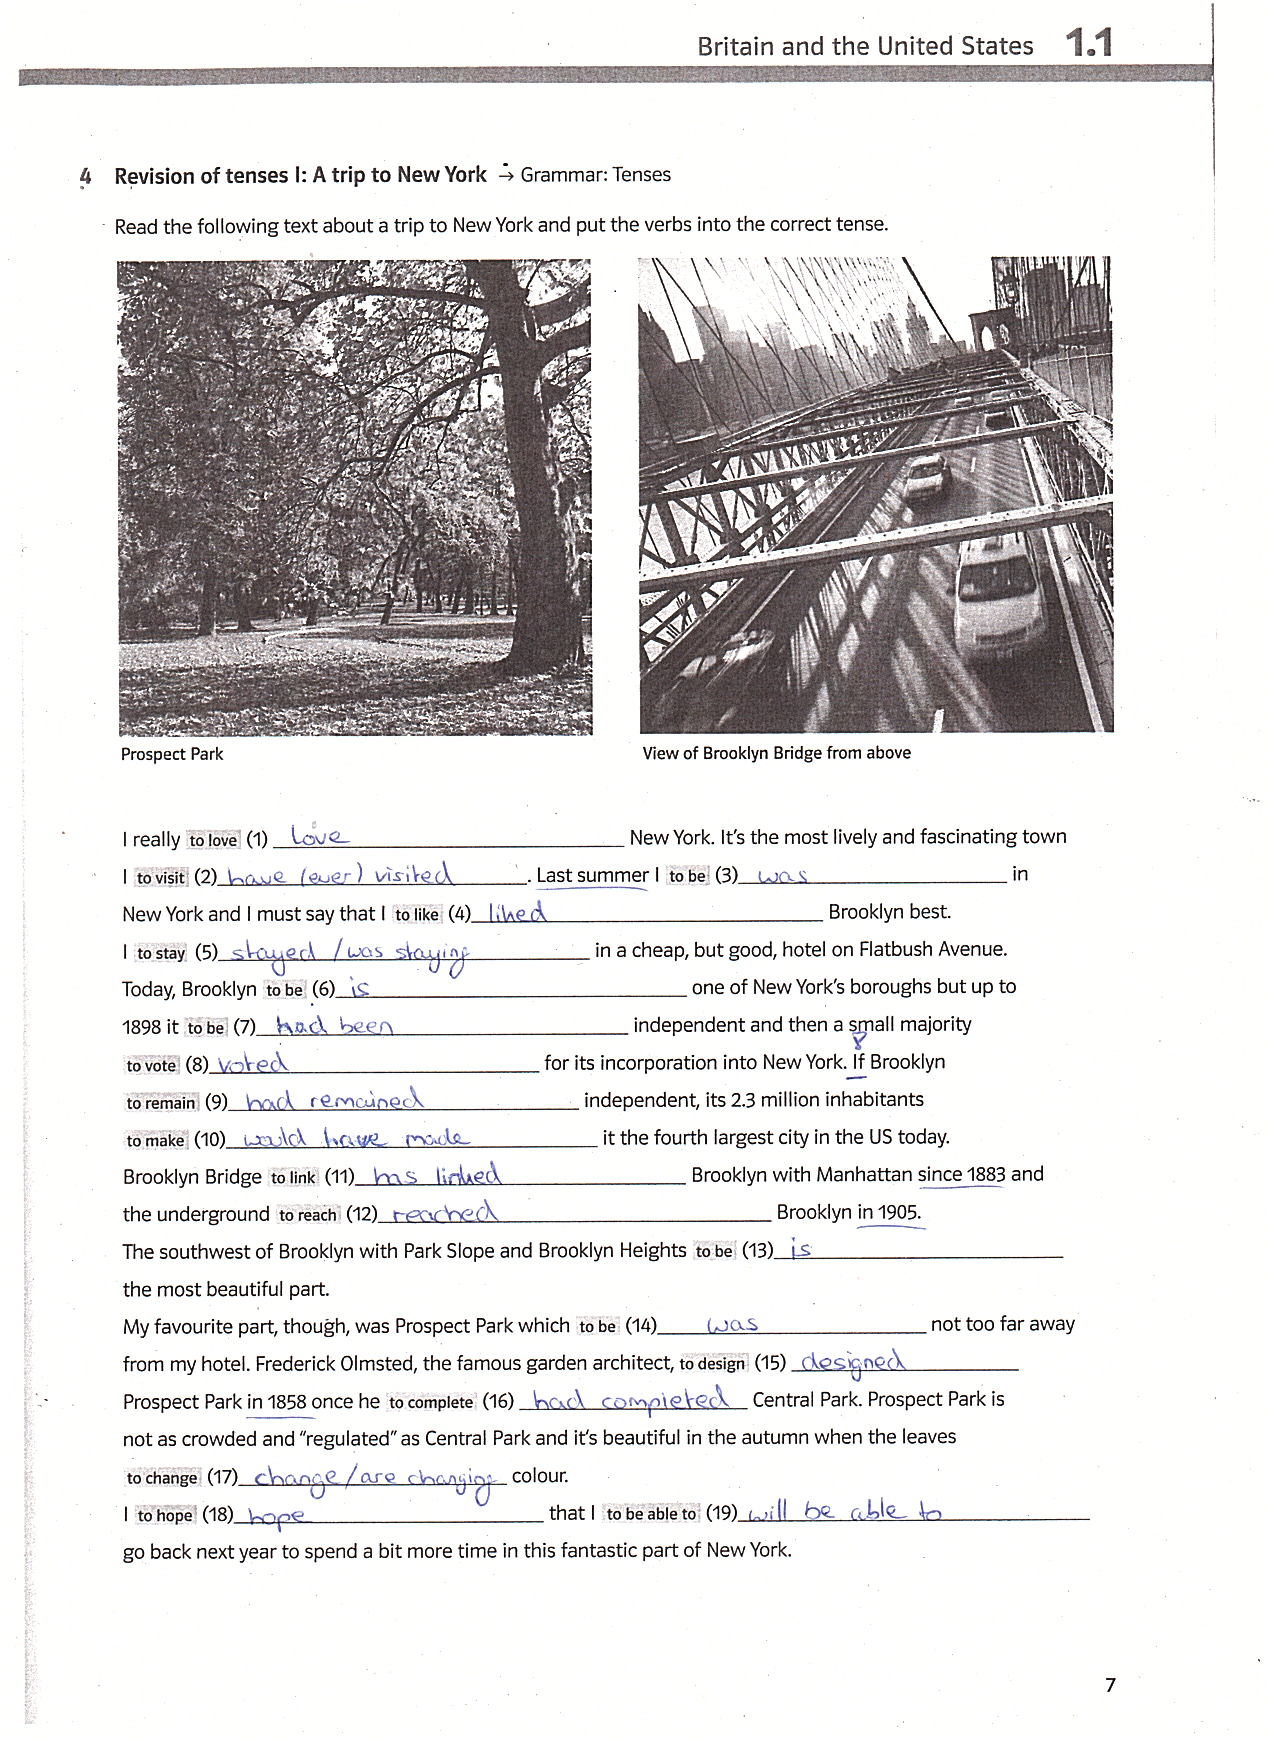 Britain and the United States 1.1
4 Revision of tenses I: A trip to New York → Grammar: Tenses
Read the following text about a trip to New York and put the verbs into the correct tense.
Prospect Park
View of Brooklyn Bridge from above
I really to love (1) love New York. It's the most lively and fascinating town
I to visit (2) have (ever) visited . Last summer I to be (3) was in
New York and I must say that I to like (4) liked Brooklyn best.
I to stay (5) stayed / was staying in a cheap, but good, hotel on Flatbush Avenue.
Today, Brooklyn to be (6) is one of New York's boroughs but up to
1898 it to be (7) had been independent and then a small majority
to vote (8) voted for its incorporation into New York. If Brooklyn
to remain (9) had remained independent, its 2.3 million inhabitants
to make (10) would have made it the fourth largest city in the US today.
Brooklyn Bridge to link (11) has linked Brooklyn with Manhattan since 1883 and
the underground to reach (12) reached Brooklyn in 1905.
The southwest of Brooklyn with Park Slope and Brooklyn Heights to be (13) is
the most beautiful part.
My favourite part, though, was Prospect Park which to be (14) was not too far away
from my hotel. Frederick Olmsted, the famous garden architect, to design (15) designed
Prospect Park in 1858 once he to complete (16) had completed Central Park. Prospect Park is
not as crowded and "regulated" as Central Park and it's beautiful in the autumn when the leaves
to change (17) change / are changing colour.
I to hope (18) hope that I to be able to (19) will be able to
go back next year to spend a bit more time in this fantastic part of New York.
7